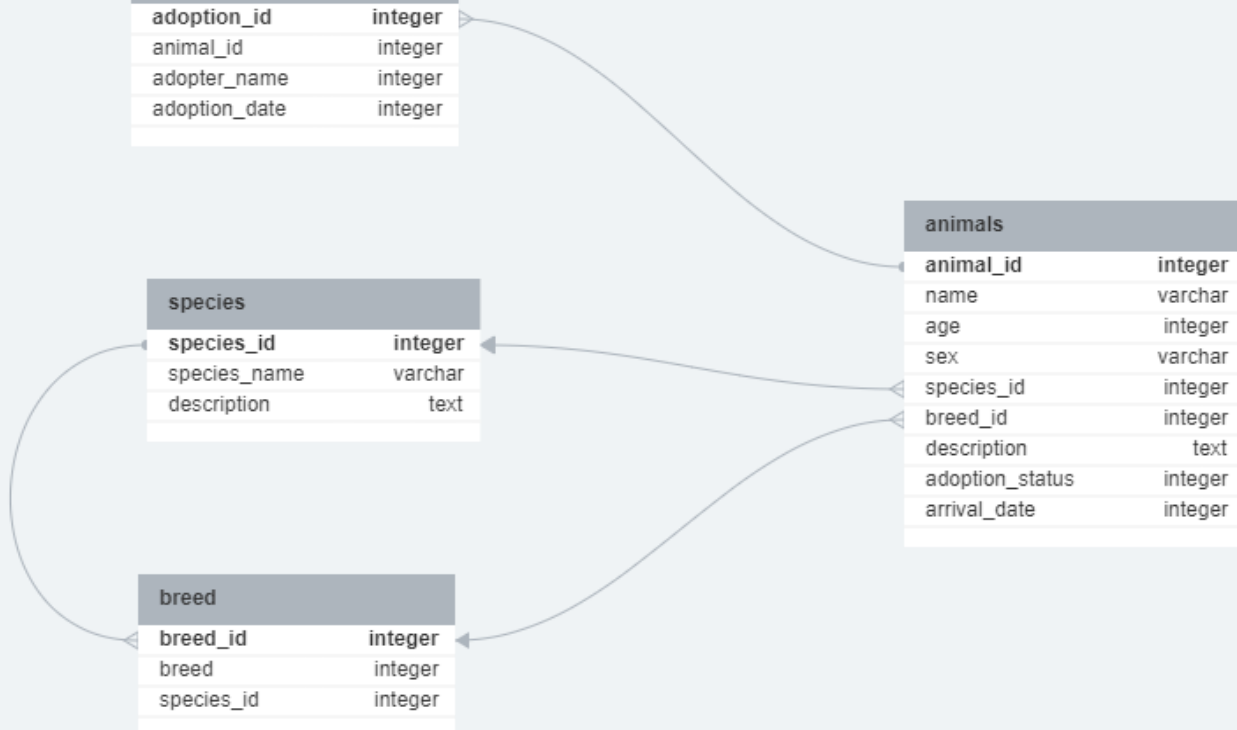 adoption_id integer
animal_id integer
adopter_name integer
adoption_date integer
animals
animal_id integer
name varchar
age integer
sex varchar
species_id integer
breed_id integer
description text
adoption_status integer
arrival_date integer
species
species_id integer
species_name varchar
description text
breed
breed_id integer
breed integer
species_id integer